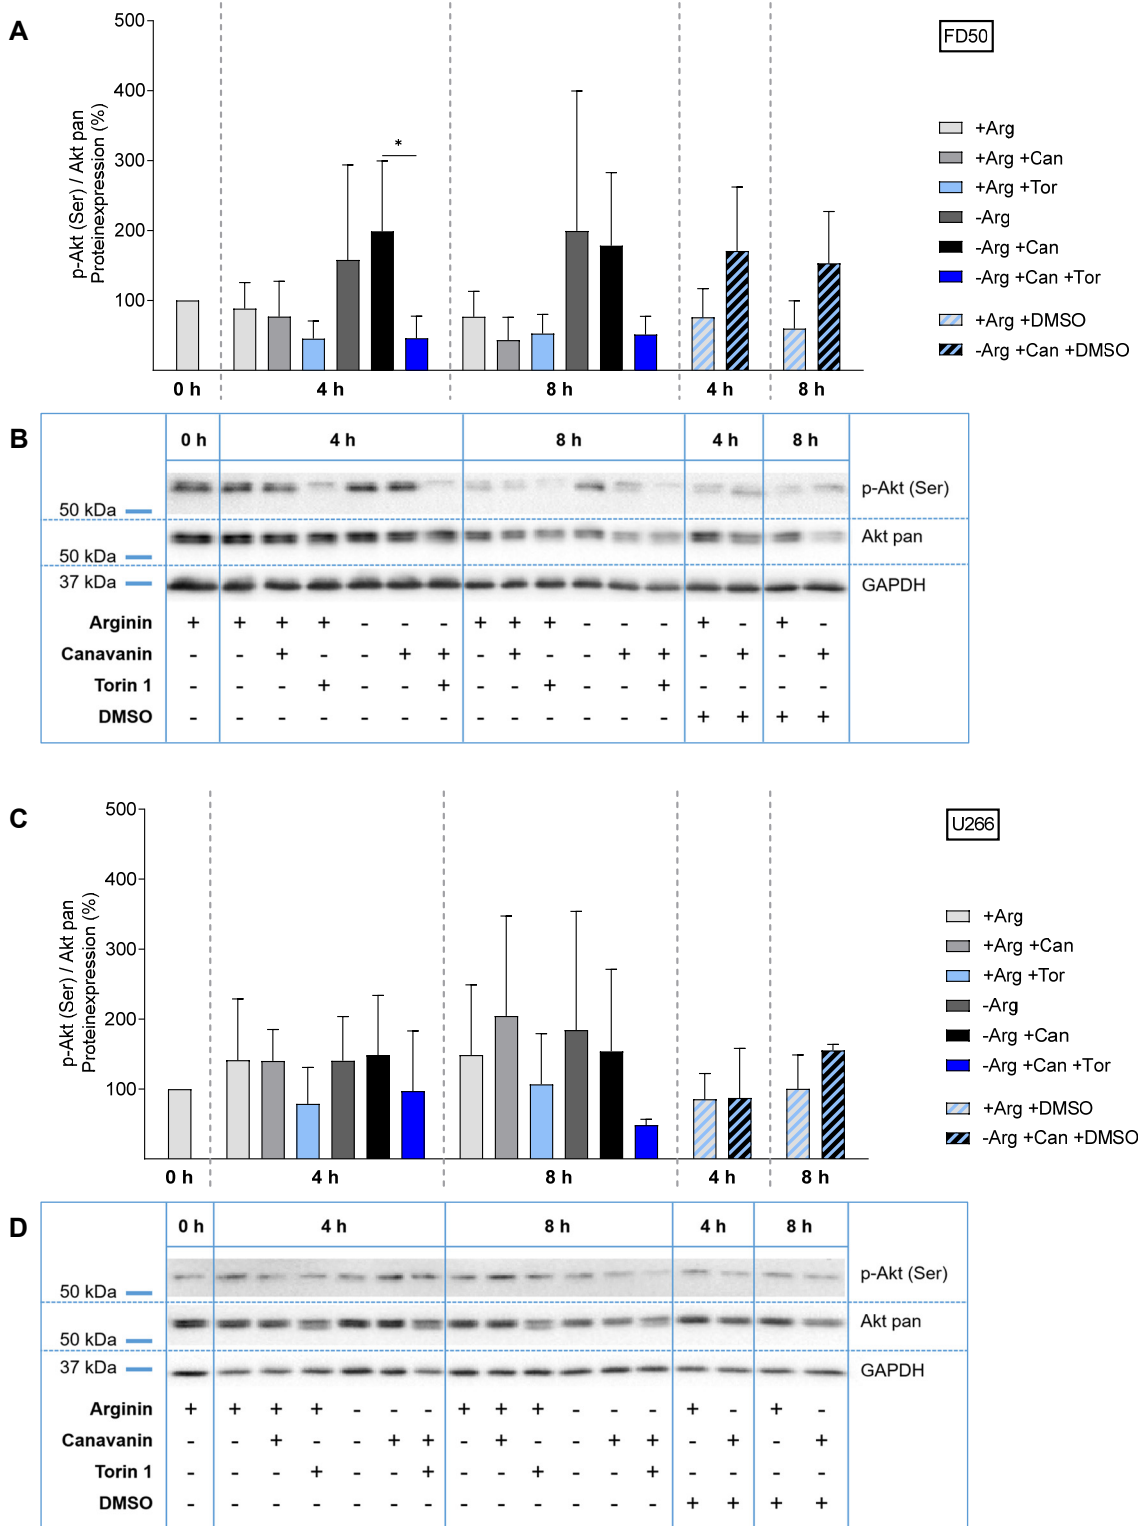 A
FD50
p-Akt (Ser) / Akt pan
Proteinexpression (%)
500
400
300
200
100
*
0 h 4 h 8 h 4 h 8 h
+Arg
+Arg +Can
+Arg +Tor
-Arg
-Arg +Can
-Arg +Can +Tor
+Arg +DMSO
-Arg +Can +DMSO
B
0 h 4 h 8 h 4 h 8 h
50 kDa p-Akt (Ser)
50 kDa Akt pan
37 kDa GAPDH
Arginin + + + + - - - + + + - - - + - + -
Canavanin - - + - - + + - + - - + + - + - +
Torin 1 - - - + - - + - - + - - + - - - -
DMSO - - - - - - - - - - - - - + + + +
C
U266
p-Akt (Ser) / Akt pan
Proteinexpression (%)
500
400
300
200
100
0 h 4 h 8 h 4 h 8 h
+Arg
+Arg +Can
+Arg +Tor
-Arg
-Arg +Can
-Arg +Can +Tor
+Arg +DMSO
-Arg +Can +DMSO
D
0 h 4 h 8 h 4 h 8 h
50 kDa p-Akt (Ser)
50 kDa Akt pan
37 kDa GAPDH
Arginin + + + + - - - + + + - - - + - + -
Canavanin - - + - - + + - + - - + + - + - +
Torin 1 - - - + - - + - - + - - + - - - -
DMSO - - - - - - - - - - - - - + + + +